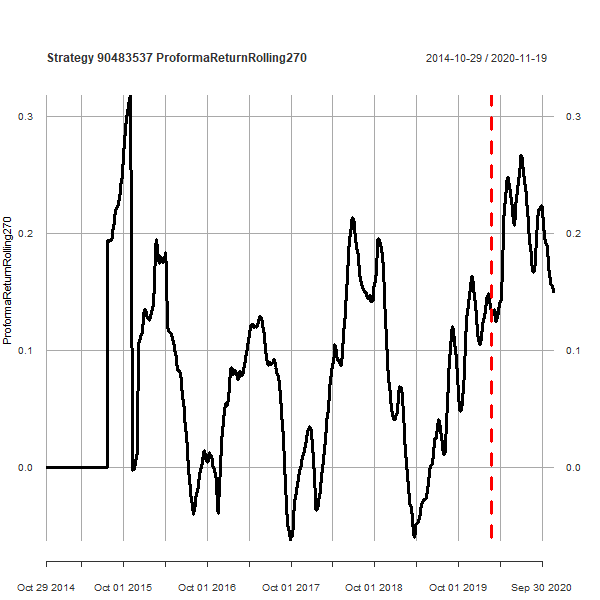 Strategy 90483537 ProformaReturnRolling270
2014-10-29 / 2020-11-19
ProformaReturnRolling270
0.3
0.2
0.1
0.0
0.3
0.2
0.1
0.0
Oct 29 2014
Oct 01 2015
Oct 01 2016
Oct 01 2017
Oct 01 2018
Oct 01 2019
Sep 30 2020